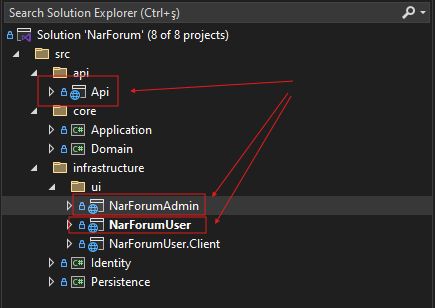 Search Solution Explorer (Ctrl+ş)
Solution 'NarForum' (8 of 8 projects)
src
api
Api
core
C# Application
C# Domain
infrastructure
ui
NarForumAdmin
NarForumUser
NarForumUser.Client
C# Identity
C# Persistence